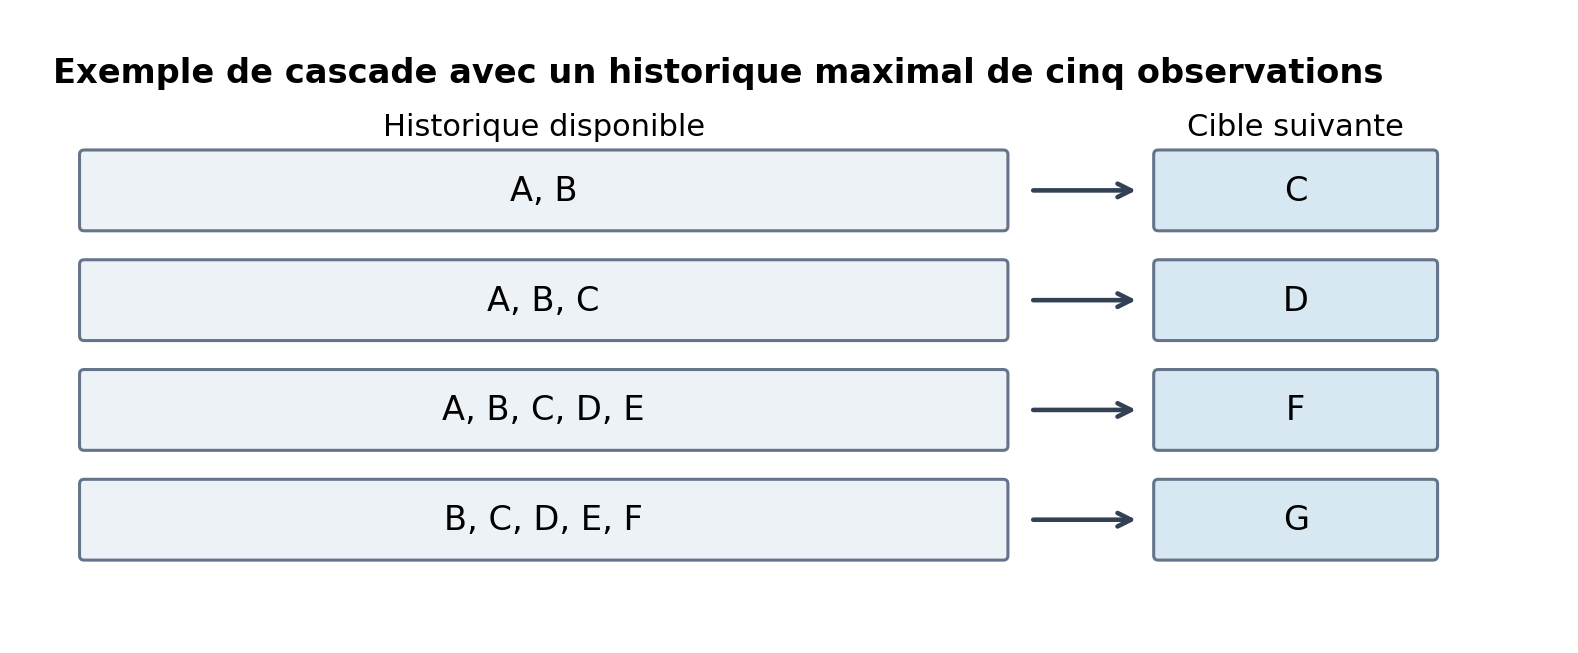 Exemple de cascade avec un historique maximal de cinq observations
Historique disponible
Cible suivante
A, B
C
A, B, C
D
A, B, C, D, E
F
B, C, D, E, F
G